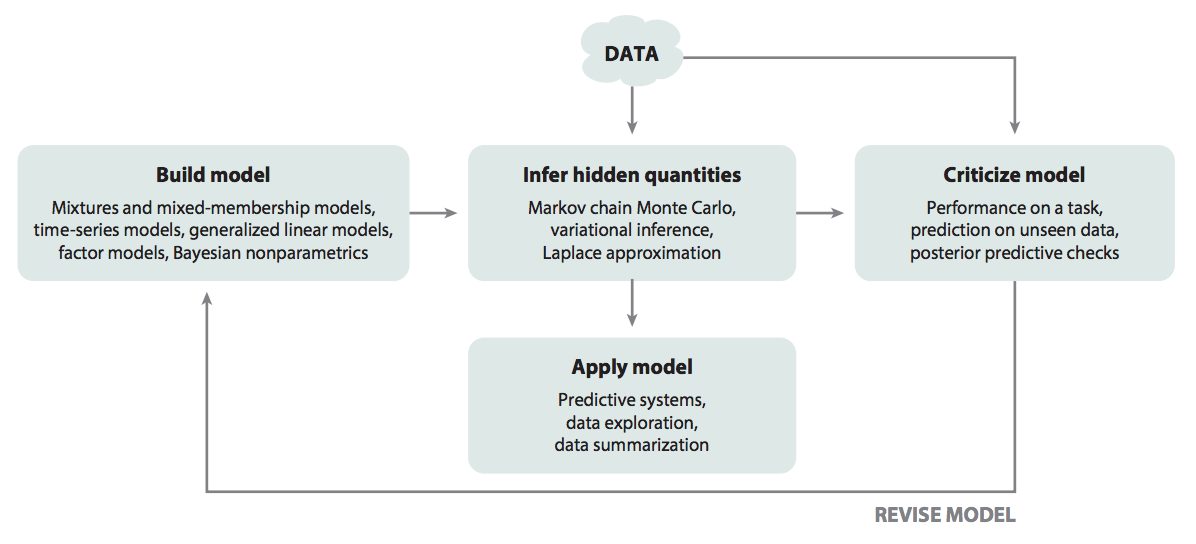 DATA
Build model
Mixtures and mixed-membership models,
time-series models, generalized linear models,
factor models, Bayesian nonparametrics
Infer hidden quantities
Markov chain Monte Carlo,
variational inference,
Laplace approximation
Criticize model
Performance on a task,
prediction on unseen data,
posterior predictive checks
Apply model
Predictive systems,
data exploration,
data summarization
REVISE MODEL